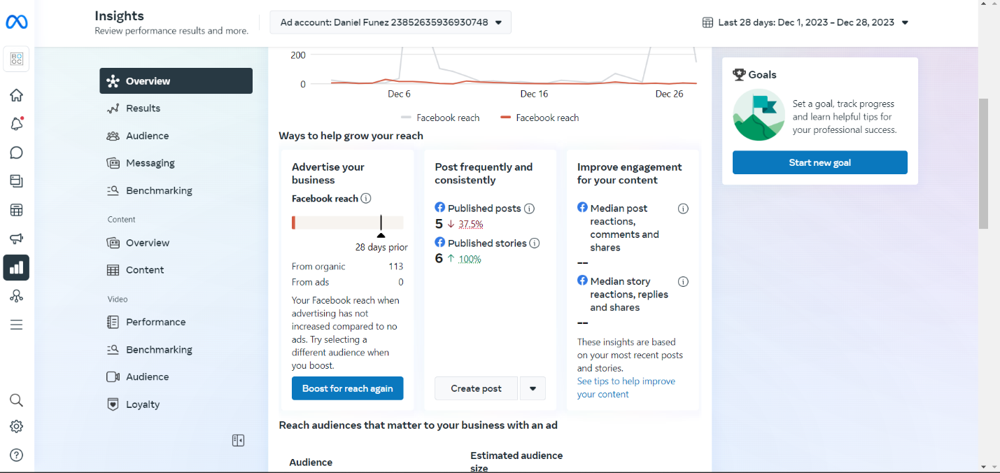 Insights
Review performance results and more.
Ad account: Daniel Funez 23852635936930748
Last 28 days: Dec 1, 2023 – Dec 28, 2023
BO
OC
Overview
Results
Audience
Messaging
Benchmarking
Content
Overview
Content
Video
Performance
Benchmarking
Audience
Loyalty
200
0
Dec 6
Dec 16
Dec 26
Facebook reach
Facebook reach
Ways to help grow your reach
Advertise your
business
Facebook reach
28 days prior
From organic 113
From ads 0
Your Facebook reach when
advertising has not
increased compared to no
ads. Try selecting a
different audience when
you boost.
Boost for reach again
Post frequently and
consistently
Published posts
5 ↓ 37.5%
Published stories
6 ↑ 100%
Create post
Improve engagement
for your content
Median post
reactions,
comments and
shares
--
Median story
reactions, replies
and shares
--
These insights are based
on your most recent posts
and stories.
See tips to help improve
your content
Reach audiences that matter to your business with an ad
Audience
Estimated audience
size
Goals
Set a goal, track progress
and learn helpful tips for
your professional success.
Start new goal